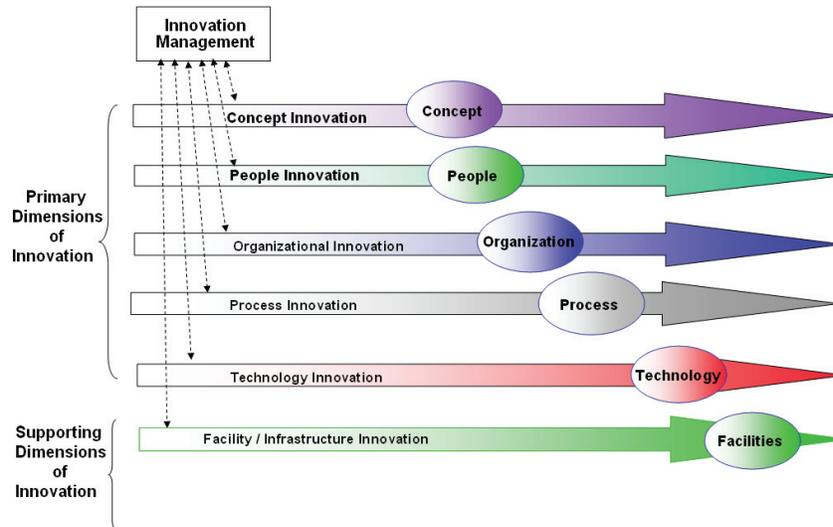 Innovation
Management
Concept Innovation
Concept
People Innovation
People
Primary
Dimensions
of
Innovation
Organizational Innovation
Organization
Process Innovation
Process
Technology Innovation
Technology
Supporting
Dimensions
of
Innovation
Facility / Infrastructure Innovation
Facilities